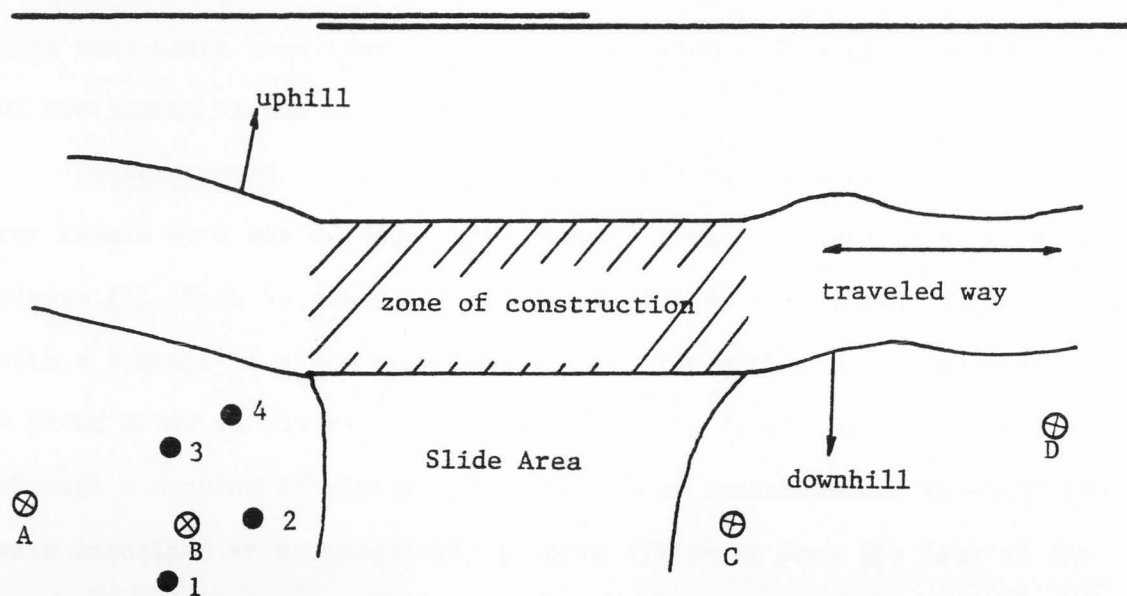 uphill
zone of construction
traveled way
4
3
Slide Area
D
downhill
A
B
2
C
1